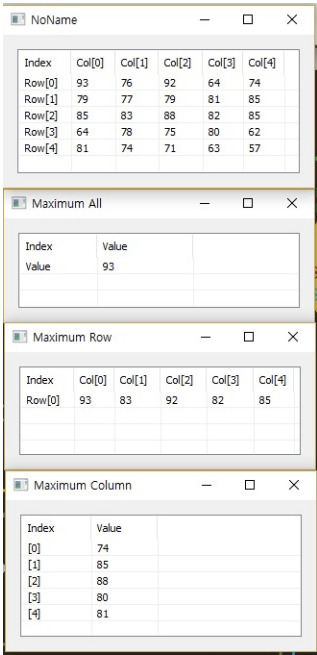 NoName
Index Col[0] Col[1] Col[2] Col[3] Col[4]
Row[0] 93 76 92 64 74
Row[1] 79 77 79 81 85
Row[2] 85 83 88 82 85
Row[3] 64 78 75 80 62
Row[4] 81 74 71 63 57
Maximum All
Index Value
Value 93
Maximum Row
Index Col[0] Col[1] Col[2] Col[3] Col[4]
Row[0] 93 83 92 82 85
Maximum Column
Index Value
[0] 74
[1] 85
[2] 88
[3] 80
[4] 81